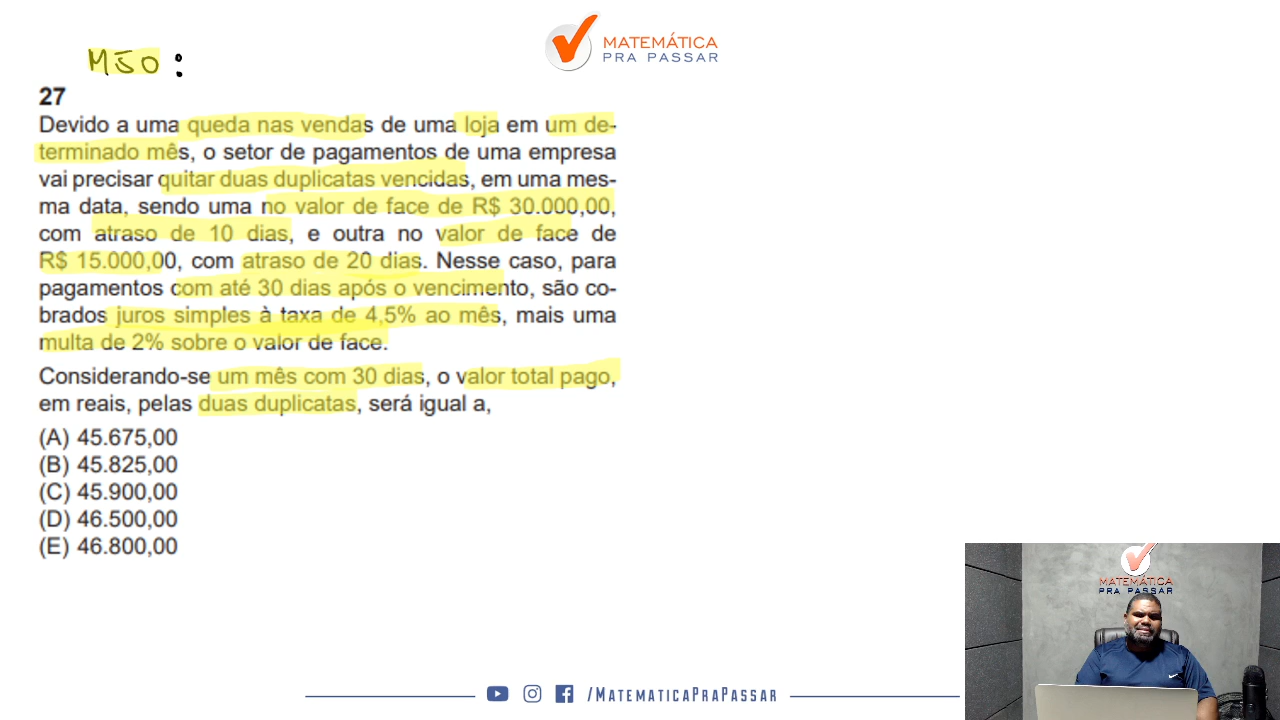 MATEMÁTICA
PRA PASSAR
MJO :
27
Devido a uma queda nas vendas de uma loja em um de-
terminado mês, o setor de pagamentos de uma empresa
vai precisar quitar duas duplicatas vencidas, em uma mes-
ma data, sendo uma no valor de face de R$ 30.000,00,
com atraso de 10 dias, e outra no valor de face de
R$ 15.000,00, com atraso de 20 dias. Nesse caso, para
pagamentos com até 30 dias após o vencimento, são co-
brados juros simples à taxa de 4,5% ao mês, mais uma
multa de 2% sobre o valor de face.
Considerando-se um mês com 30 dias, o valor total pago,
em reais, pelas duas duplicatas, será igual a,
(A) 45.675,00
(B) 45.825,00
(C) 45.900,00
(D) 46.500,00
(E) 46.800,00
MATEMÁTICA
PRA PASSAR
/MATEMATICAPRAPASSAR